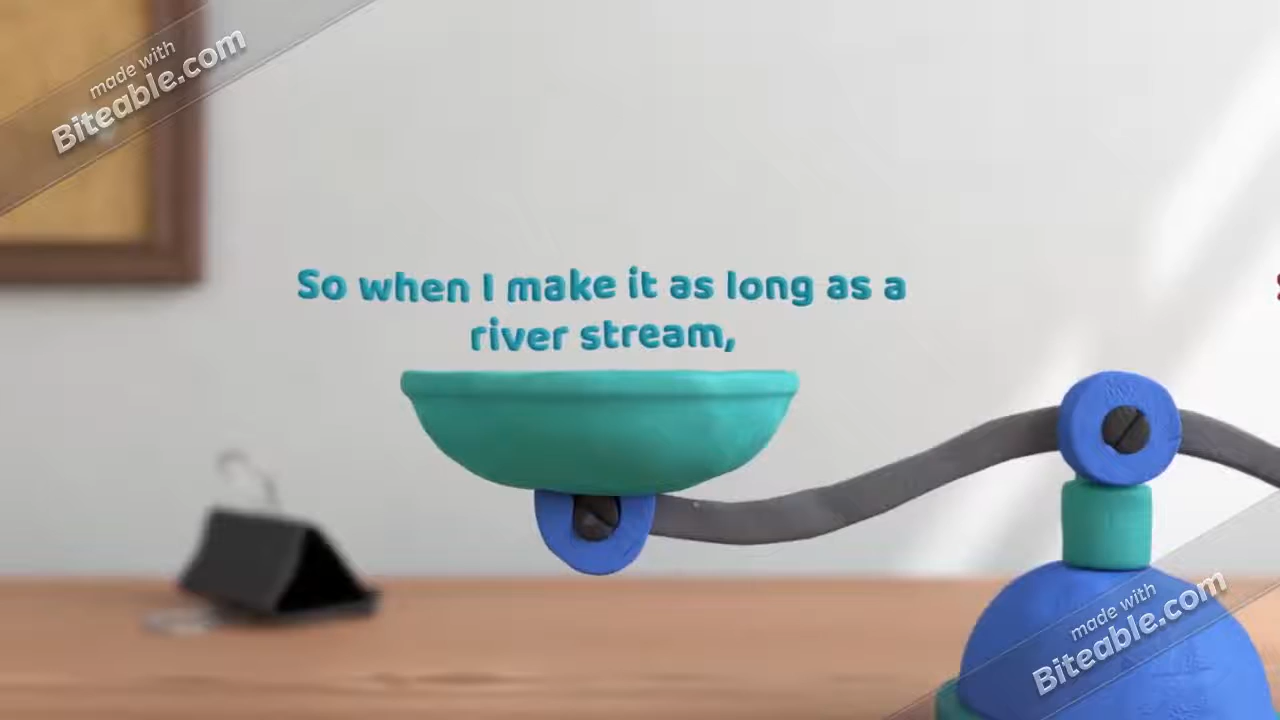 made with
Biteable.com
So when I make it as long as a
river stream,
made with
Biteable.com